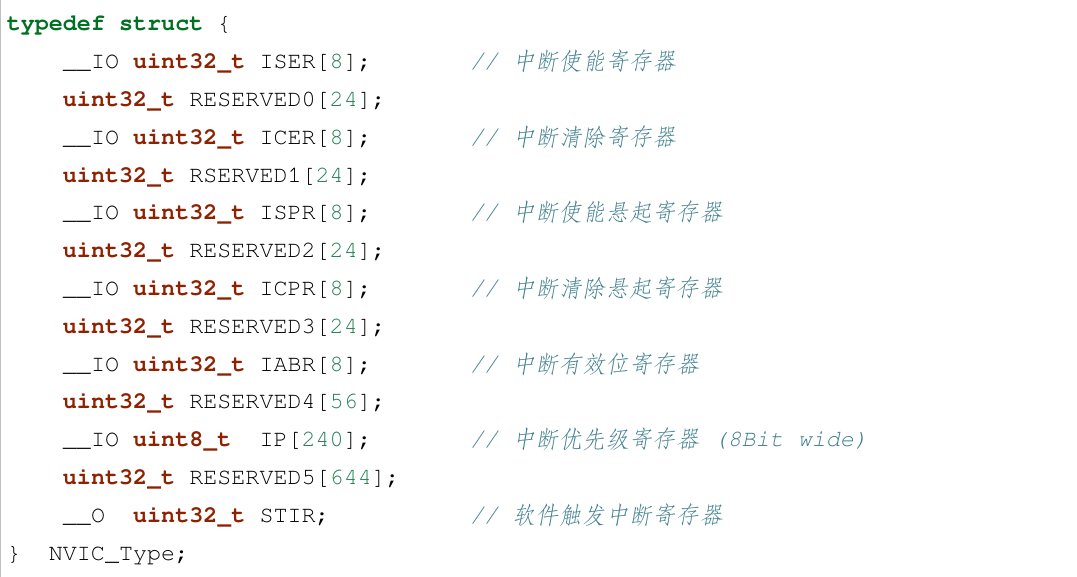 typedef struct {
    __IO uint32_t ISER[8];       // 中断使能寄存器
    uint32_t RESERVED0[24];
    __IO uint32_t ICER[8];       // 中断清除寄存器
    uint32_t RSERVED1[24];
    __IO uint32_t ISPR[8];       // 中断使能悬起寄存器
    uint32_t RESERVED2[24];
    __IO uint32_t ICPR[8];       // 中断清除悬起寄存器
    uint32_t RESERVED3[24];
    __IO uint32_t IABR[8];       // 中断有效位寄存器
    uint32_t RESERVED4[56];
    __IO uint8_t  IP[240];       // 中断优先级寄存器 (8Bit wide)
    uint32_t RESERVED5[644];
    __O  uint32_t STIR;          // 软件触发中断寄存器
}  NVIC_Type;